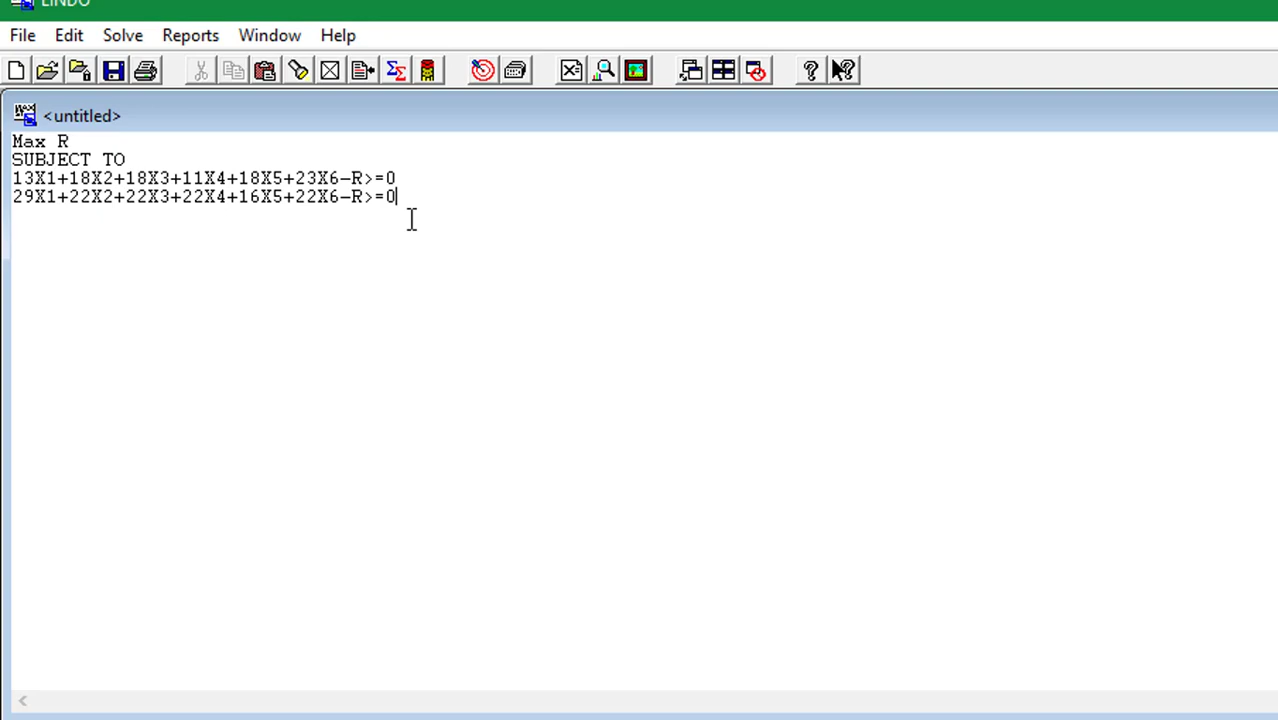 LINDO
File Edit Solve Reports Window Help
<untitled>
Max R
SUBJECT TO
13X1+18X2+18X3+11X4+18X5+23X6-R>=0
29X1+22X2+22X3+22X4+16X5+22X6-R>=0